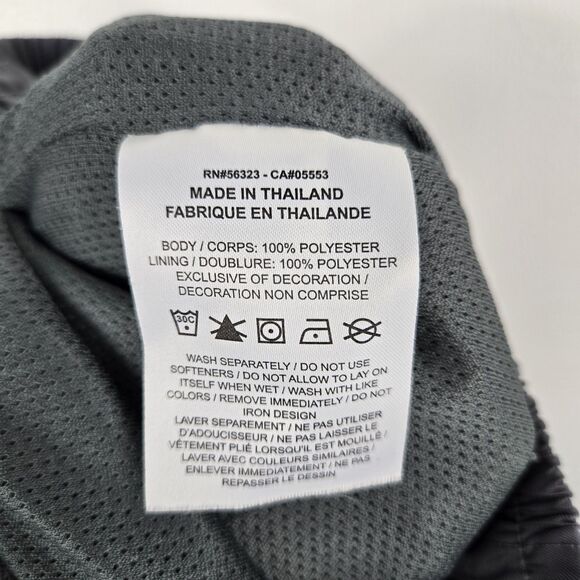 RN#56323 - CA#05553
MADE IN THAILAND
FABRIQUE EN THAILANDE
BODY / CORPS: 100% POLYESTER
LINING / DOUBLURE: 100% POLYESTER
EXCLUSIVE OF DECORATION /
DECORATION NON COMPRISE
30C
WASH SEPARATELY / DO NOT USE
SOFTENERS / DO NOT ALLOW TO LAY ON
ITSELF WHEN WET / WASH WITH LIKE
COLORS / REMOVE IMMEDIATELY / DO NOT
IRON DESIGN
LAVER SEPAREMENT / NE PAS UTILISER
D'ADOUCISSEUR / NE PAS LAISSER LE
VÊTEMENT PLIÉ LORSQU'IL EST MOUILLÉ /
LAVER AVEC COULEURS SIMILAIRES /
ENLEVER IMMEDIATEMENT / NE PAS
REPASSER LE DESSIN